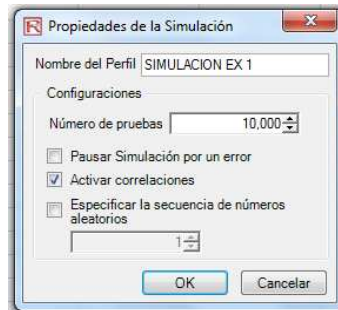 Propiedades de la Simulación
Nombre del Perfil SIMULACION EX 1
Configuraciones
Número de pruebas 10,000
Pausar Simulación por un error
Activar correlaciones
Especificar la secuencia de números
aleatorios
1
OK Cancelar